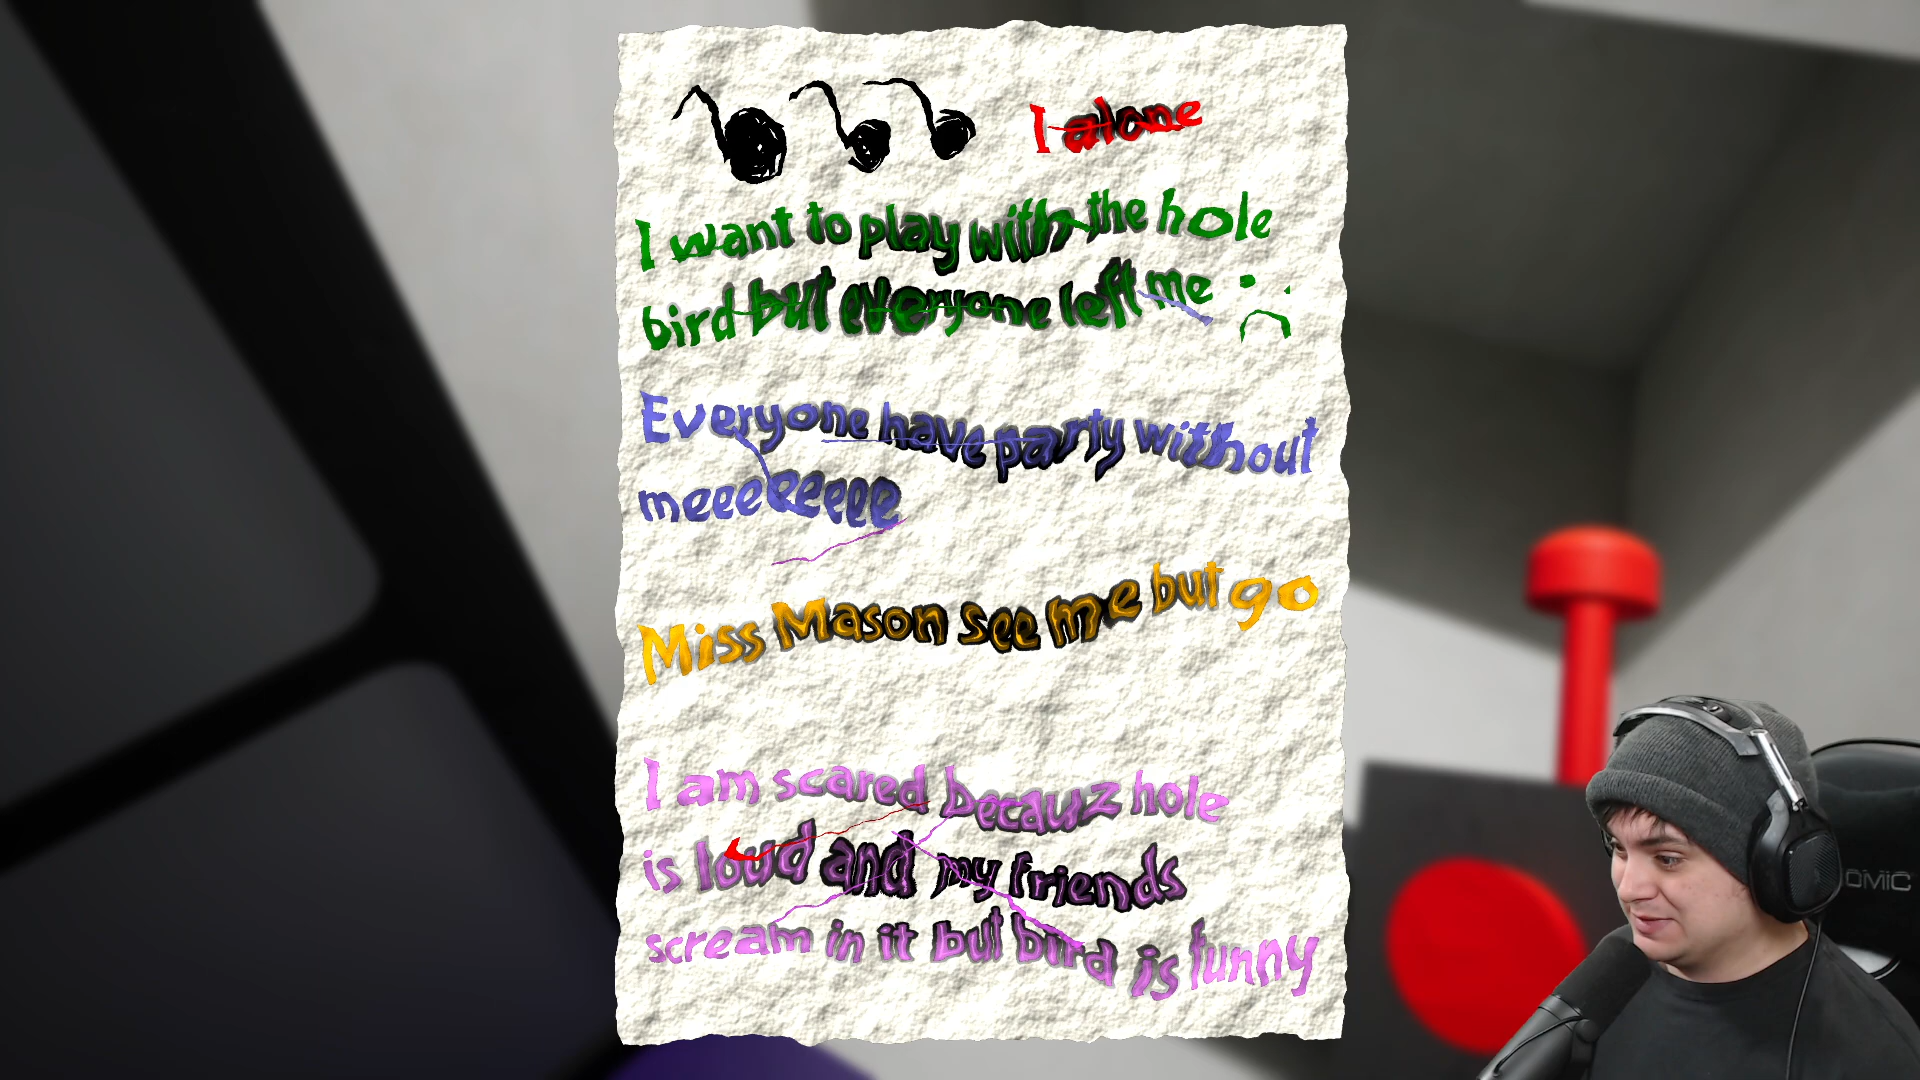 I alone
I want to play with the hole
bird but everyone left me :(
Everyone have party without
meeeeeeee
Miss Mason see me but go
I am scared becauz hole
is loud and my friends
scream in it but bird is funny
OMIC